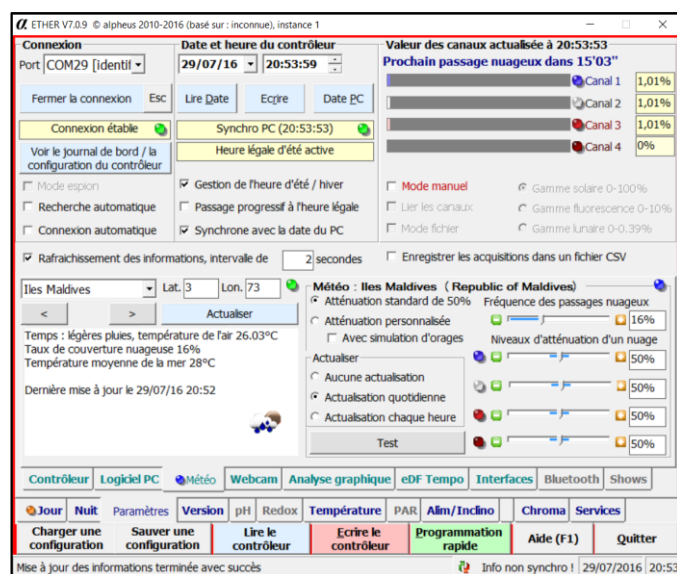 α ETHER V7.0.9 © alpheus 2010-2016 (basé sur : inconnue), instance 1
Connexion
Port COM29 [identif
Fermer la connexion Esc
Connexion établie
Voir le journal de bord / la
configuration du contrôleur
Mode espion
Recherche automatique
Connexion automatique
Date et heure du contrôleur
29/07/16 20:53:59
Lire Date Ecrire Date PC
Synchro PC (20:53:53)
Heure légale d'été
active
Gestion de l'heure d'été / hiver
Passage progressif à l'heure légale
Synchrone avec la date du PC
Valeur des canaux actualisée à 20:53:53
Prochain passage nuageux dans 15'03"
Canal 1 1,01%
Canal 2 1,01%
Canal 3 1,01%
Canal 4 0%
Mode manuel
Lier les canaux
Mode fichier
Gamme solaire 0-100%
Gamme fluorescence 0-10%
Gamme lunaire 0-0.39%
Rafraichissement des informations, intervalle de 2 secondes
Enregistrer les acquisitions dans un fichier CSV
Iles Maldives Lat. 3 Lon. 73
< > Actualiser
Temps : légères pluies, température de l'air 26.03°C
Taux de couverture nuageuse 16%
Température moyenne de la mer 28°C
Dernière mise à jour le 29/07/16 20:52
Météo : Iles Maldives ( Republic of Maldives)
Atténuation standard de 50%
Atténuation personnalisée
Avec simulation d'orages
Actualiser
Aucune actualisation
Actualisation quotidienne
Actualisation chaque heure
Test
Fréquence des passages nuageux
16%
Niveaux d'atténuation d'un nuage
50%
50%
50%
50%
Contrôleur Logiciel PC Météo Webcam Analyse graphique eDF Tempo Interfaces Bluetooth Shows
Jour Nuit Paramètres Version pH Redox Température PAR Alim/Inclino Chroma Services
Charger une
configuration
Sauver une
configuration
Lire le
contrôleur
Ecrire le
contrôleur
Programmation
rapide
Aide (F1)
Quitter
Mise à jour des informations terminée avec succès Info non synchro ! 29/07/2016 20:53